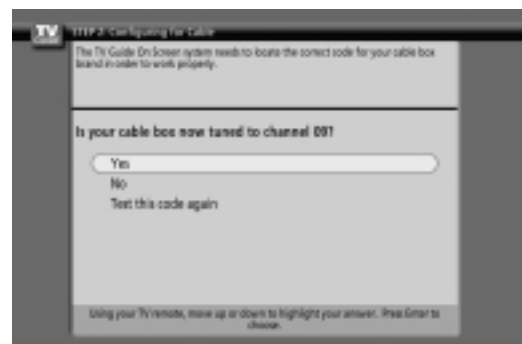 TV
STEP 2: Configuring for Cable
The TV Guide On Screen system needs to locate the correct code for your cable box
brand in order to work properly.
Is your cable box now tuned to channel 09?
Yes
No
Test this code again
Using your TV remote, move up or down to highlight your answer. Press Enter to
choose.